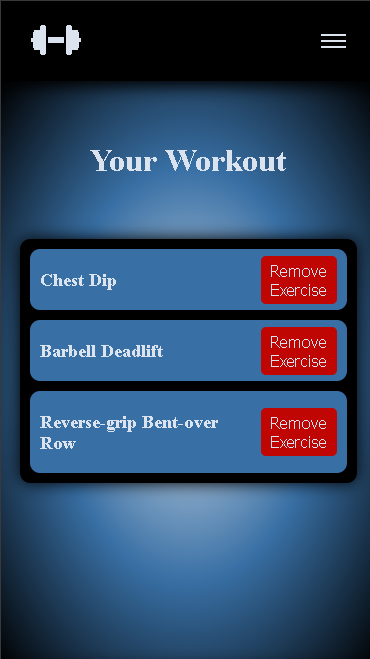 Your Workout
Chest Dip
Remove
Exercise
Barbell Deadlift
Remove
Exercise
Reverse-grip Bent-over
Row
Remove
Exercise